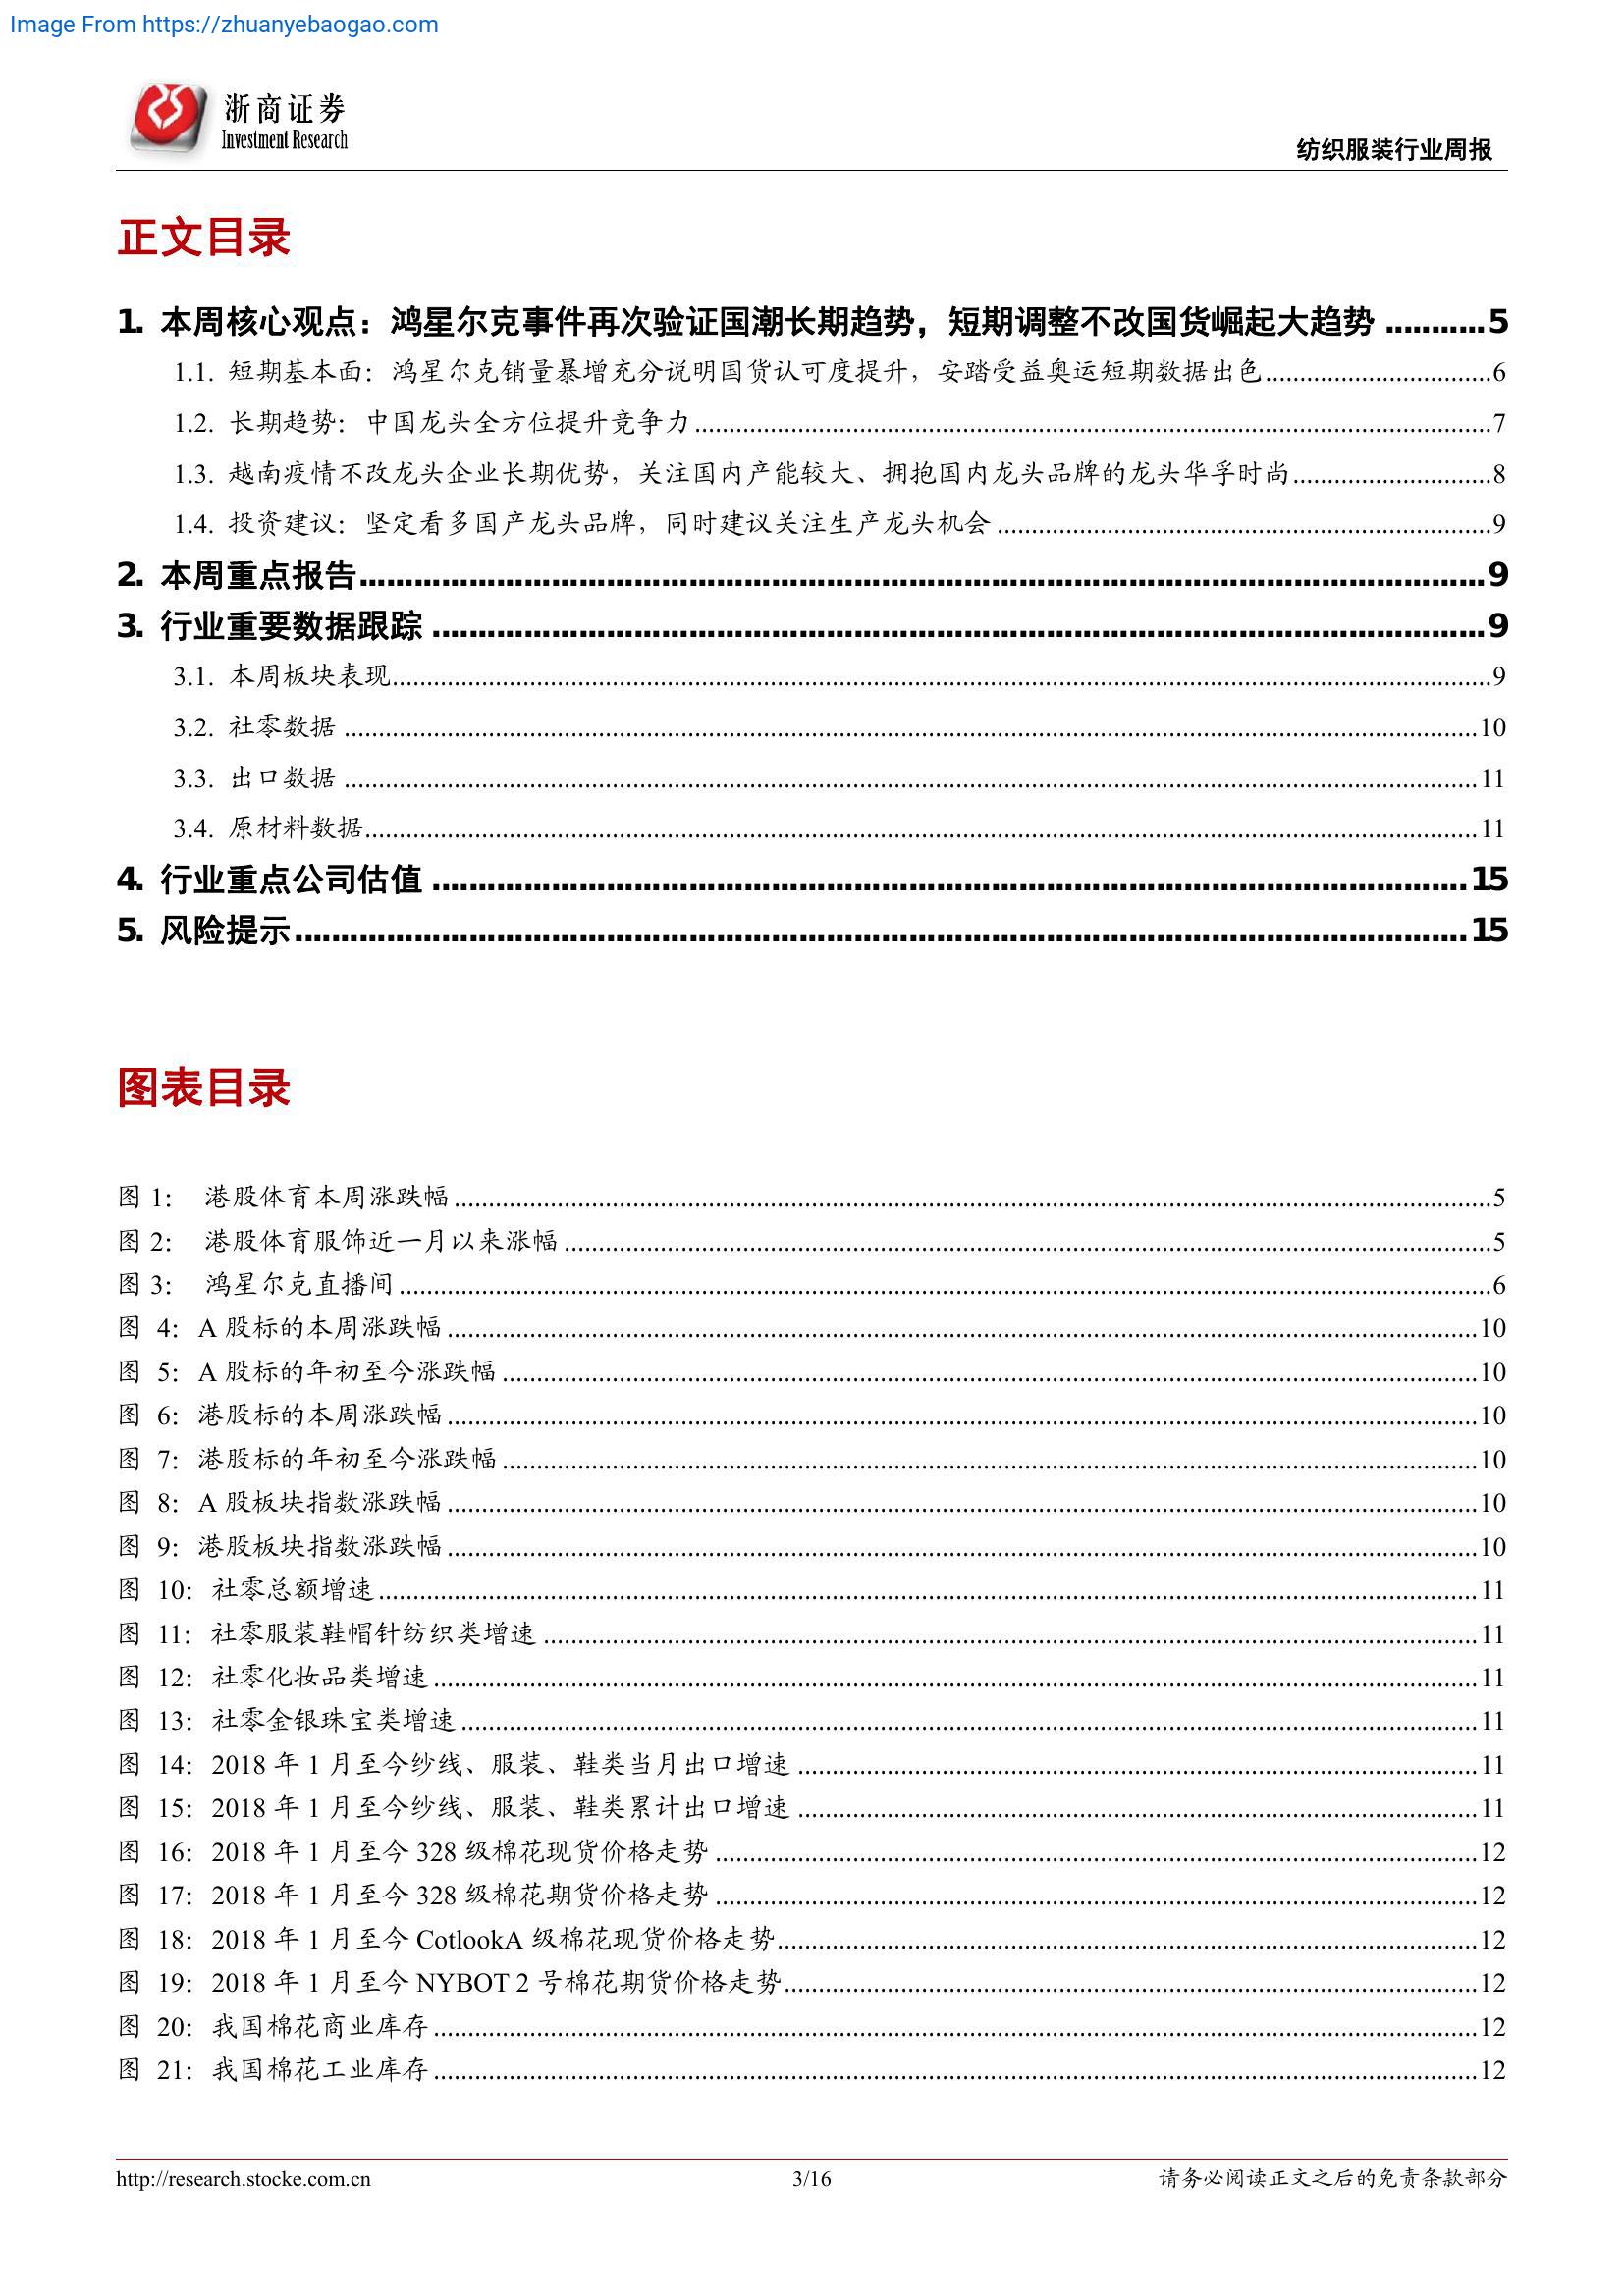 Image From https://zhuanyebaogao.com
浙商证券
Investment Research
纺织服装行业周报
正文目录
1. 本周核心观点：鸿星尔克事件再次验证国潮长期趋势，短期调整不改国货崛起大趋势 ........... 5
1.1. 短期基本面：鸿星尔克销量暴增充分说明国货认可度提升，安踏受益奥运短期数据出色 ................................. 6
1.2. 长期趋势：中国龙头全方位提升竞争力 ................................. 7
1.3. 越南疫情不改龙头企业长期优势，关注国内产能较大、拥抱国内龙头品牌的龙头华孚时尚 ............................. 8
1.4. 投资建议：坚定看多国产龙头品牌，同时建议关注生产龙头机会 ................................. 9
2. 本周重点报告 ................................. 9
3. 行业重要数据跟踪 ................................. 9
3.1. 本周板块表现 ................................. 9
3.2. 社零数据 ................................. 10
3.3. 出口数据 ................................. 11
3.4. 原材料数据 ................................. 11
4. 行业重点公司估值 ................................. 15
5. 风险提示 ................................. 15
图表目录
图 1： 港股体育本周涨跌幅 ................................. 5
图 2： 港股体育服饰近一月以来涨幅 ................................. 5
图 3： 鸿星尔克直播间 ................................. 6
图 4：A 股标的本周涨跌幅 ................................. 10
图 5：A 股标的年初至今涨跌幅 ................................. 10
图 6：港股标的本周涨跌幅 ................................. 10
图 7：港股标的年初至今涨跌幅 ................................. 10
图 8：A 股板块指数涨跌幅 ................................. 10
图 9：港股板块指数涨跌幅 ................................. 10
图 10：社零总额增速 ................................. 11
图 11：社零服装鞋帽针纺织类增速 ................................. 11
图 12：社零化妆品类增速 ................................. 11
图 13：社零金银珠宝类增速 ................................. 11
图 14：2018 年 1 月至今纱线、服装、鞋类当月出口增速 ................................. 11
图 15：2018 年 1 月至今纱线、服装、鞋类累计出口增速 ................................. 11
图 16：2018 年 1 月至今 328 级棉花现货价格走势 ................................. 12
图 17：2018 年 1 月至今 328 级棉花期货价格走势 ................................. 12
图 18：2018 年 1 月至今 CotlookA 级棉花现货价格走势 ................................. 12
图 19：2018 年 1 月至今 NYBOT 2 号棉花期货价格走势 ................................. 12
图 20：我国棉花商业库存 ................................. 12
图 21：我国棉花工业库存 ................................. 12
http://research.stocke.com.cn
3/16
请务必阅读正文之后的免责条款部分